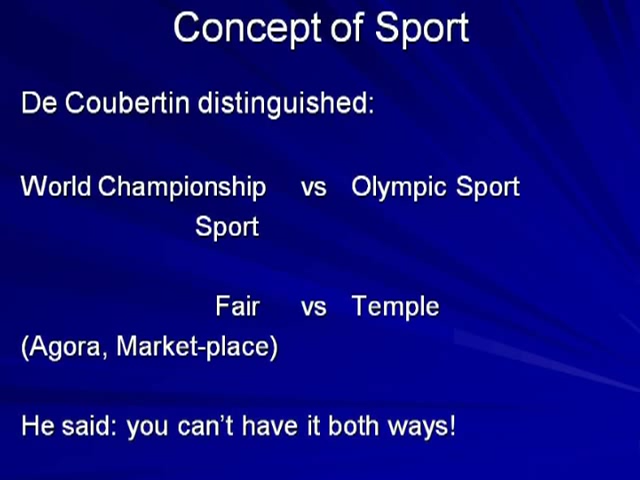 Concept of Sport
De Coubertin distinguished:
World Championship vs Olympic Sport
Sport
Fair vs Temple
(Agora, Market-place)
He said: you can't have it both ways!